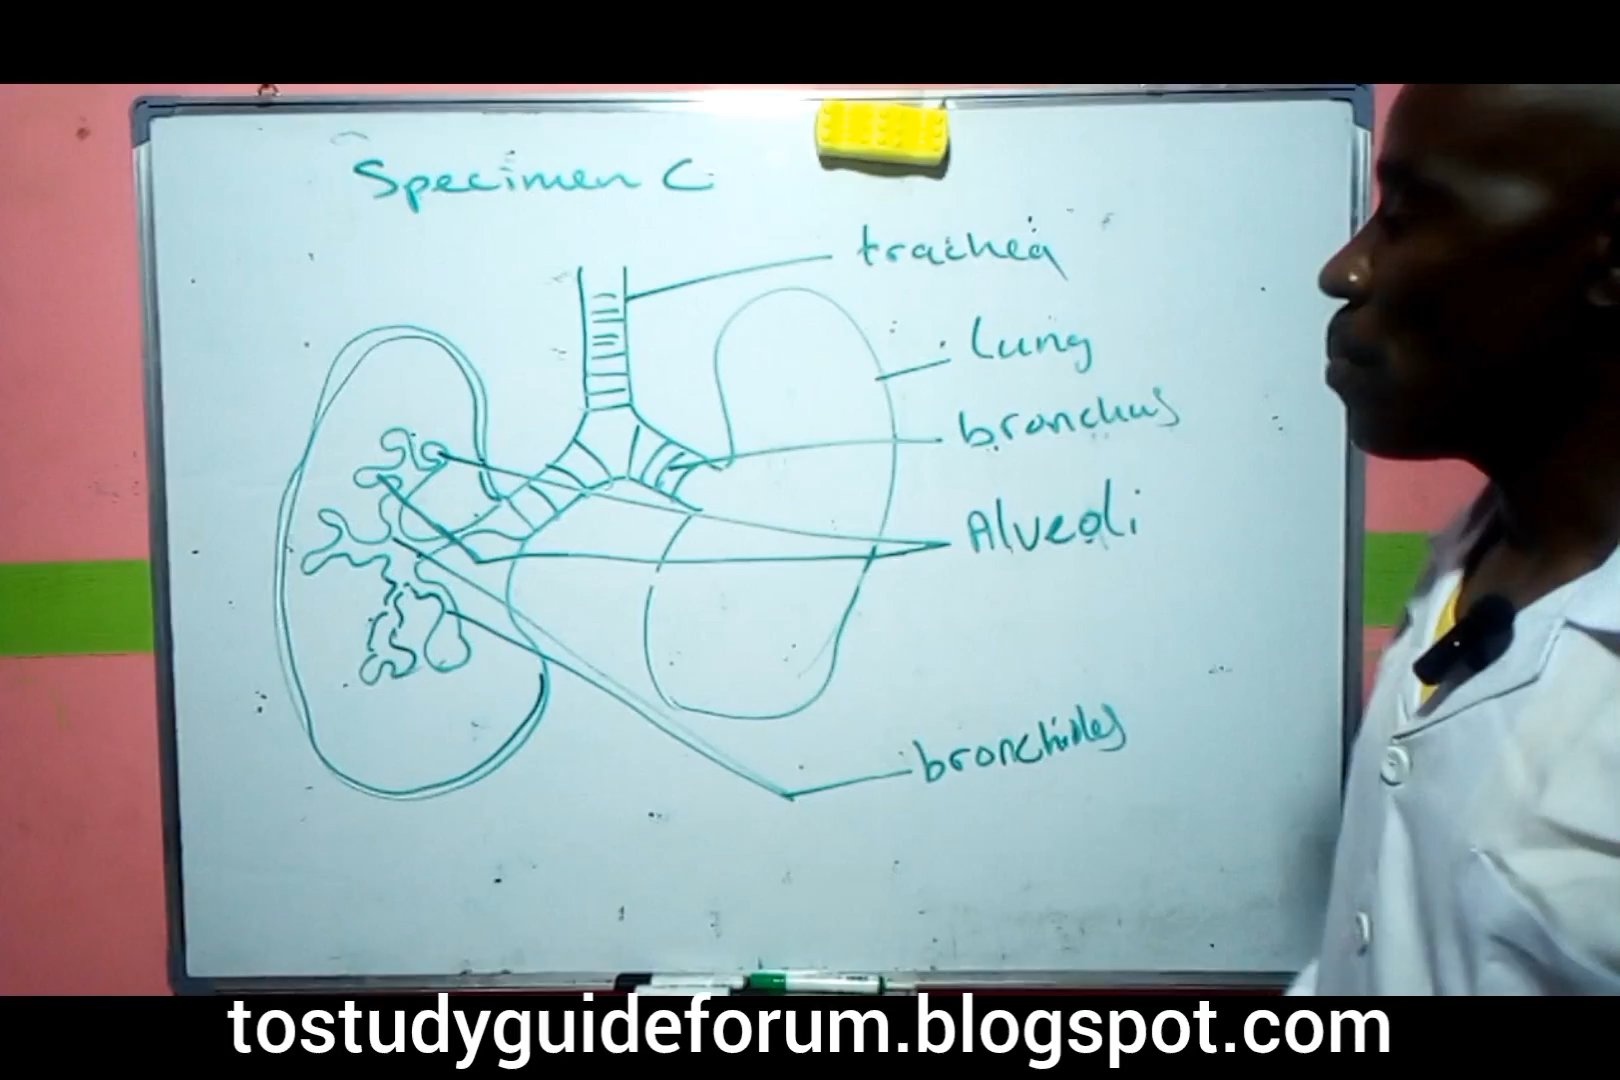 Specimen C
trachea
Lung
bronchus
Alveoli
bronchioles
tostudyguideforum.blogspot.com